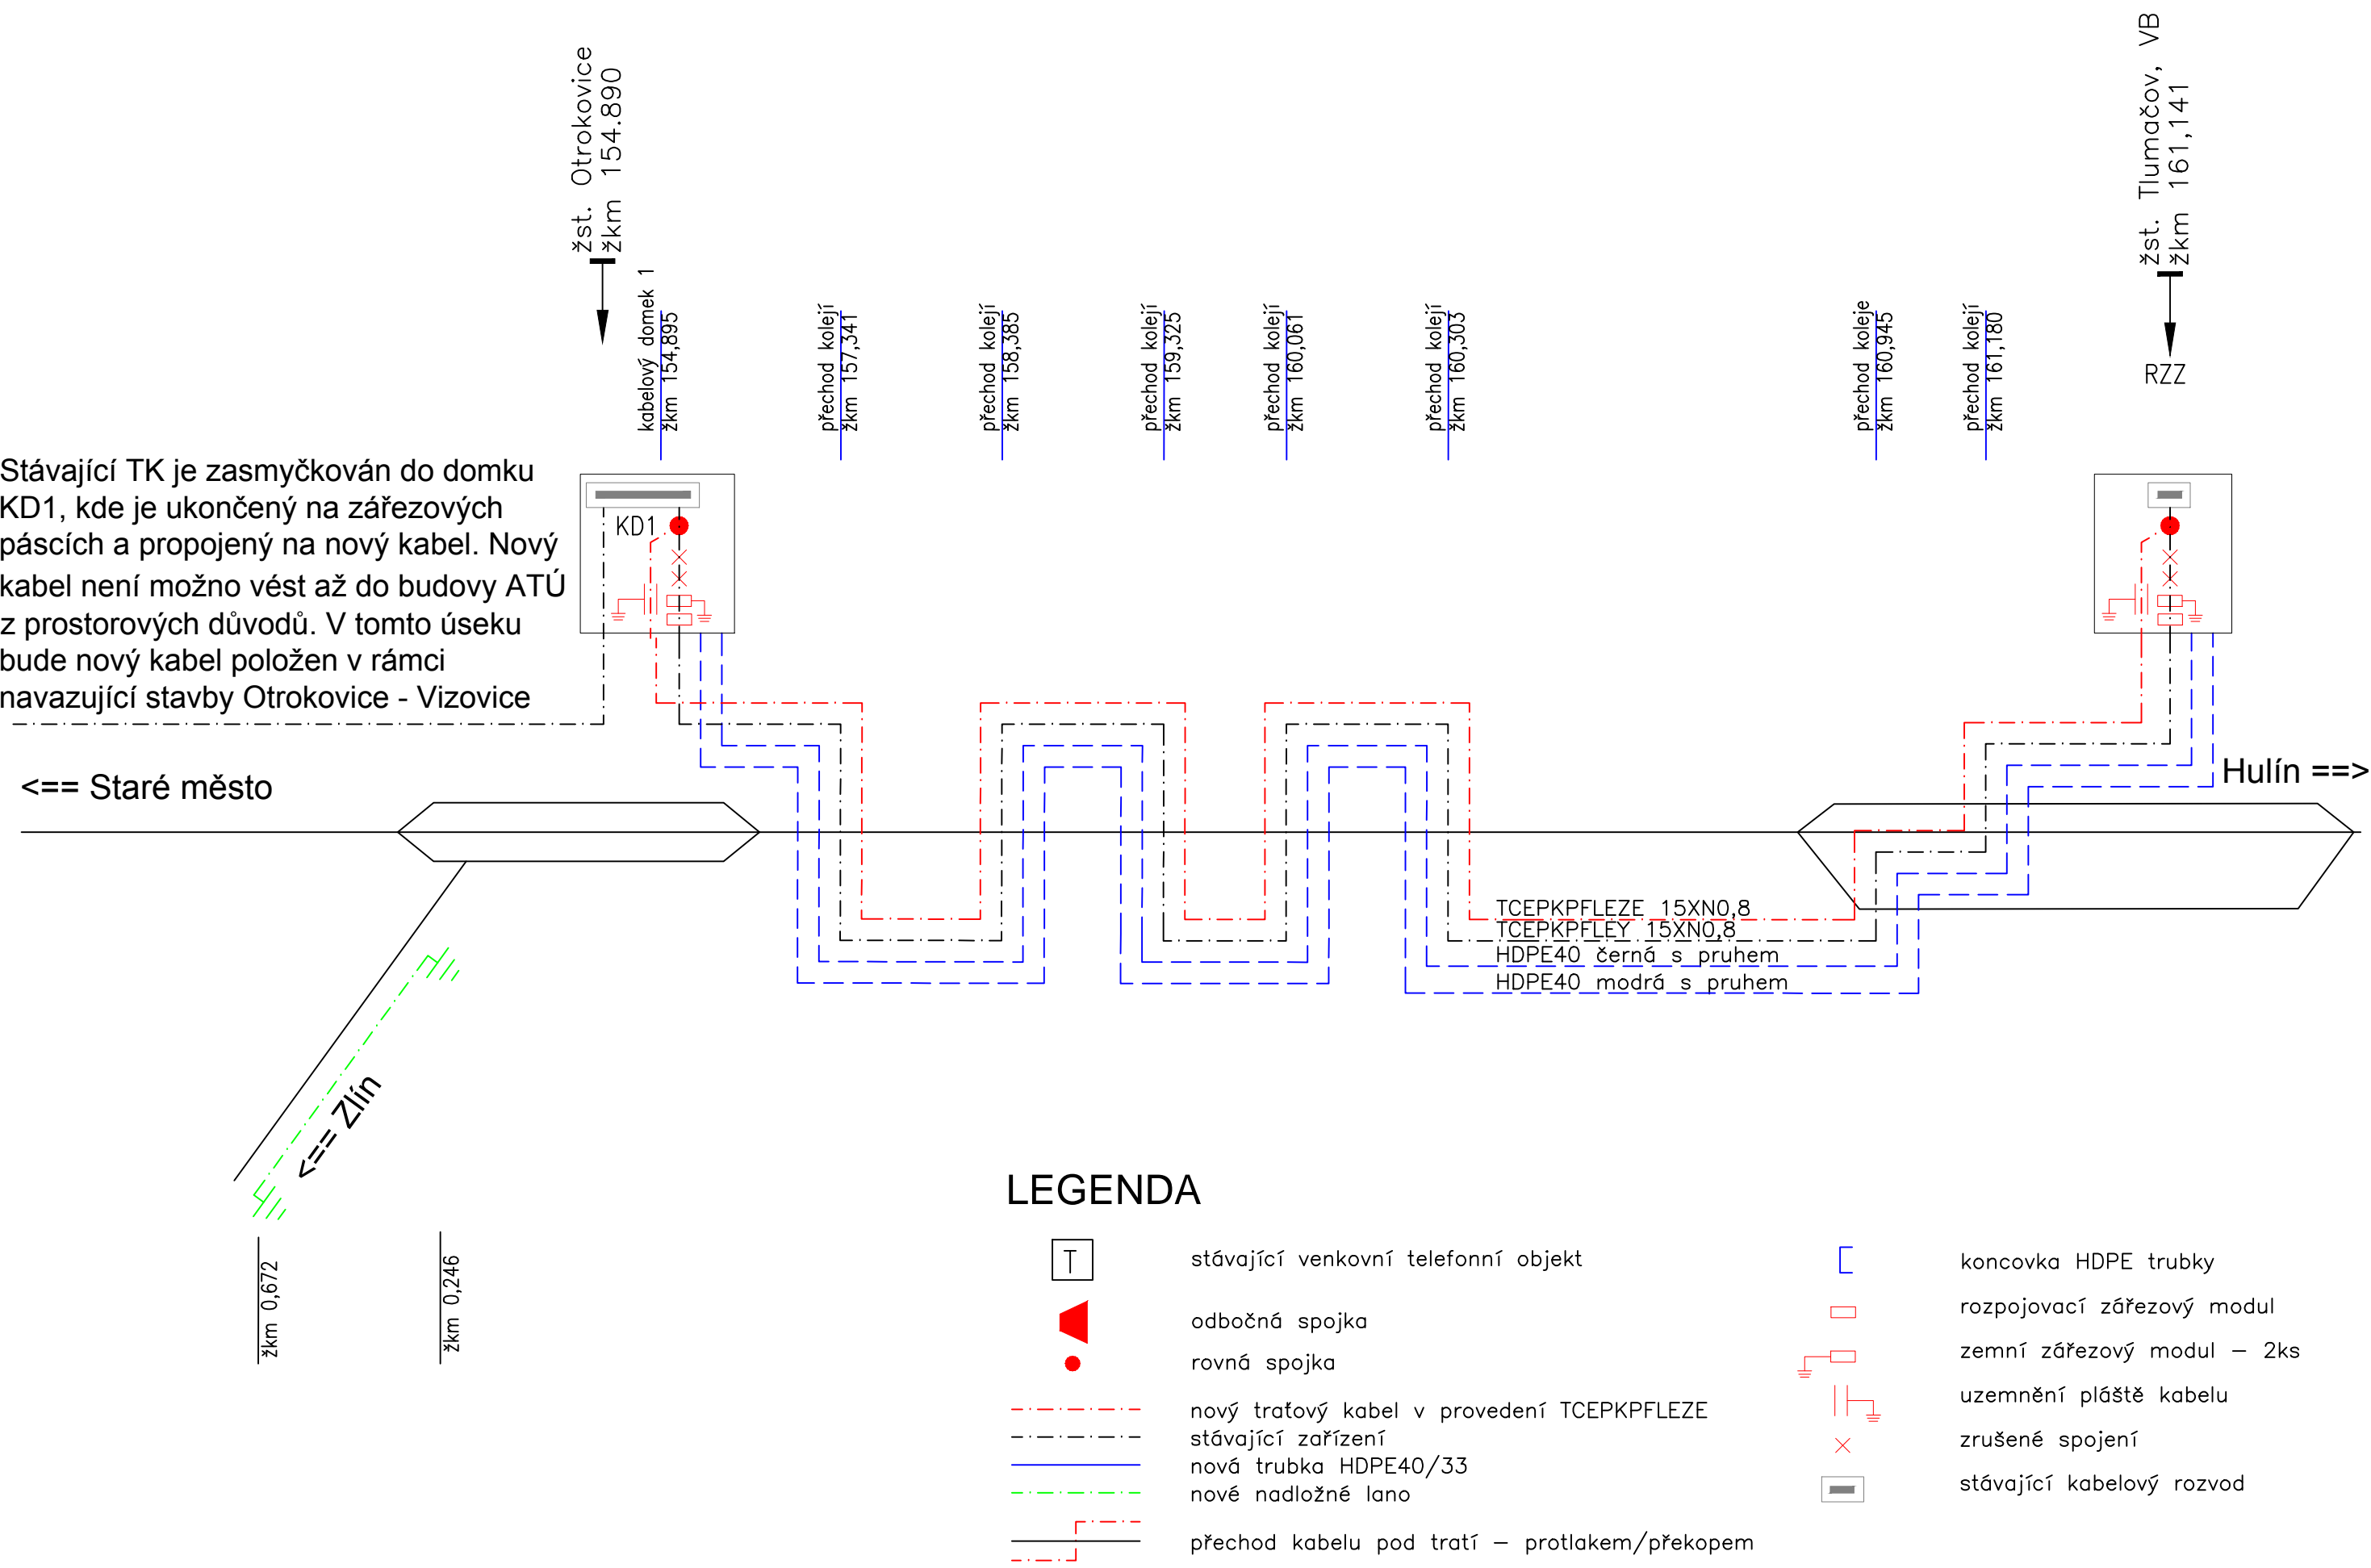 žst. Otrokovice
žkm 154.890
žst. Tlumačov, VB
žkm 161,141
RZZ
kabelový domek 1
žkm 154,895
přechod kolejí
žkm 157,341
přechod kolejí
žkm 158,385
přechod kolejí
žkm 159,325
přechod kolejí
žkm 160,061
přechod kolejí
žkm 160,303
přechod koleje
žkm 160,945
přechod kolejí
žkm 161,180
Stávající TK je zasmyčkován do domku
KD1, kde je ukončený na zářezových
páscích a propojený na nový kabel. Nový
kabel není možno vést až do budovy ATÚ
z prostorových důvodů. V tomto úseku
bude nový kabel položen v rámci
navazující stavby Otrokovice - Vizovice
KD1
<== Staré město
Hulín ==>
TCEPKPFLEZE 15XN0,8
TCEPKPFLEY 15XN0,8
HDPE40 černá s pruhem
HDPE40 modrá s pruhem
<== Zlín
žkm 0,672
žkm 0,246
LEGENDA
T
stávající venkovní telefonní objekt
odbočná spojka
rovná spojka
nový traťový kabel v provedení TCEPKPFLEZE
stávající zařízení
nová trubka HDPE40/33
nové nadložné lano
přechod kabelu pod tratí – protlakem/překopem
koncovka HDPE trubky
rozpojovací zářezový modul
zemní zářezový modul – 2ks
uzemnění pláště kabelu
zrušené spojení
stávající kabelový rozvod